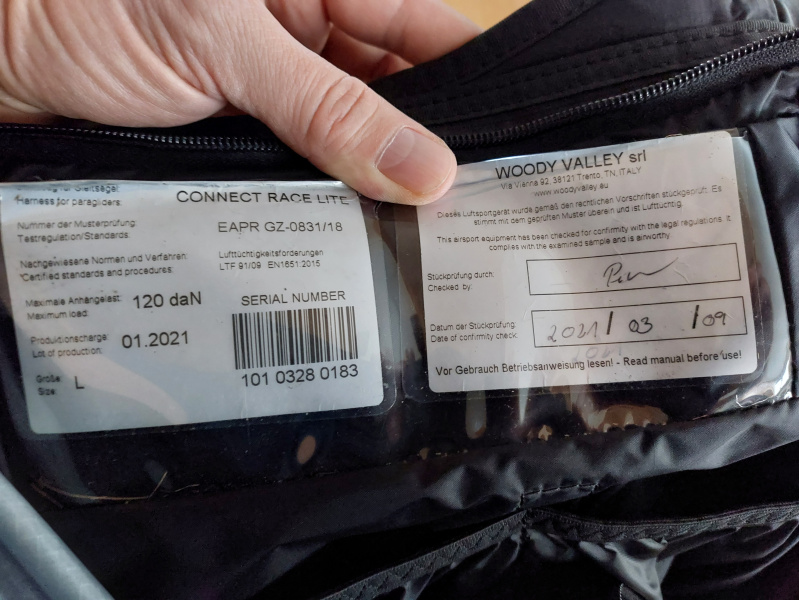 für Gleitsegel:
Harness for paragliders:
CONNECT RACE LITE
Nummer der Musterprüfung:
Testregulation/Standards:
EAPR GZ-0831/18
Nachgewiesene Normen und Verfahren:
*Certified standards and procedures:
Lufttüchtigkeitsforderungen
LTF 91/09 EN1651:2015
Maximale Anhängelast:
Maximum load:
120 daN
Produktionscharge:
Lot of production:
01.2021
Größe:
Size:
L
SERIAL NUMBER
101 0328 0183
WOODY VALLEY srl
Via Vienna 92, 38121 Trento, TN, ITALY
www.woodyvalley.eu
Dieses Luftsportgerät wurde gemäß den rechtlichen Vorschriften stückgeprüft. Es
stimmt mit dem geprüften Muster überein und ist Lufttüchtig.
This airsport equipment has been checked for confirmity with the legal regulations, it
complies with the examined sample and is airworthy
Stückprüfung durch:
Checked by:
Datum der Stückprüfung:
Date of confirmity check:
2021/03/09
Vor Gebrauch Betriebsanweisung lesen! - Read manual before use!